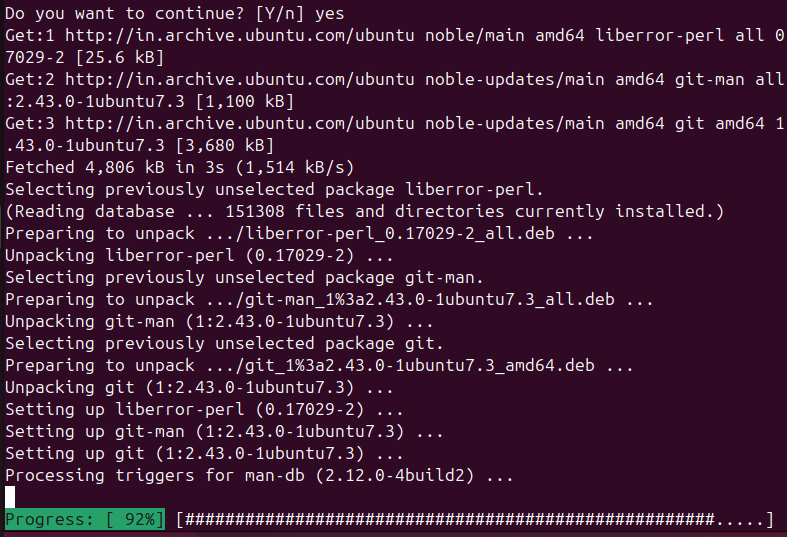 Do you want to continue? [Y/n] yes
Get:1 http://in.archive.ubuntu.com/ubuntu noble/main amd64 liberror-perl all 0
7029-2 [25.6 kB]
Get:2 http://in.archive.ubuntu.com/ubuntu noble-updates/main amd64 git-man all
:2.43.0-1ubuntu7.3 [1,100 kB]
Get:3 http://in.archive.ubuntu.com/ubuntu noble-updates/main amd64 git amd64 1
.43.0-1ubuntu7.3 [3,680 kB]
Fetched 4,806 kB in 3s (1,514 kB/s)
Selecting previously unselected package liberror-perl.
(Reading database ... 151308 files and directories currently installed.)
Preparing to unpack .../liberror-perl_0.17029-2_all.deb ...
Unpacking liberror-perl (0.17029-2) ...
Selecting previously unselected package git-man.
Preparing to unpack .../git-man_1%3a2.43.0-1ubuntu7.3_all.deb ...
Unpacking git-man (1:2.43.0-1ubuntu7.3) ...
Selecting previously unselected package git.
Preparing to unpack .../git_1%3a2.43.0-1ubuntu7.3_amd64.deb ...
Unpacking git (1:2.43.0-1ubuntu7.3) ...
Setting up liberror-perl (0.17029-2) ...
Setting up git-man (1:2.43.0-1ubuntu7.3) ...
Setting up git (1:2.43.0-1ubuntu7.3) ...
Processing triggers for man-db (2.12.0-4build2) ...
Progress: [ 92%] [#####################################################.....]